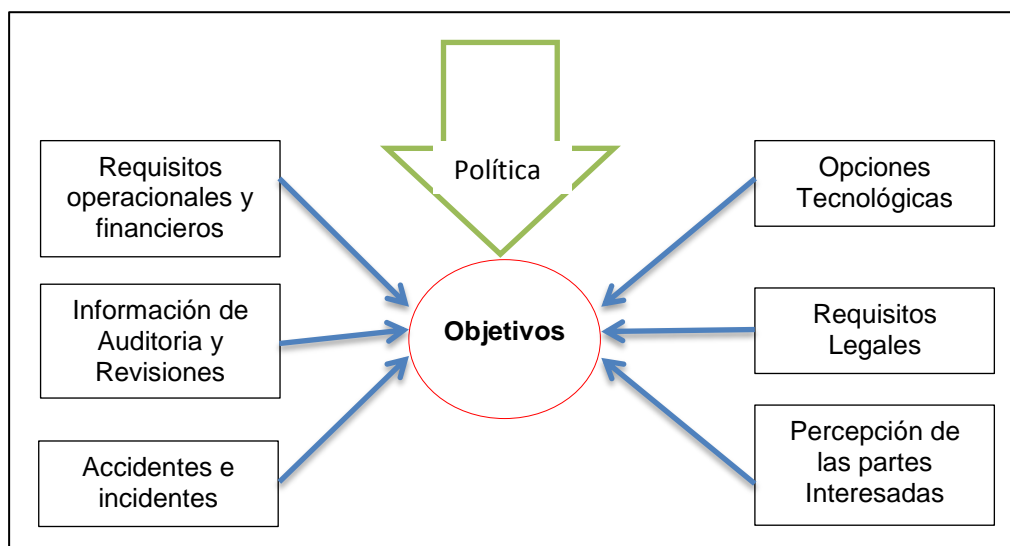 Política
Requisitos
operacionales y
financieros
Información de
Auditoria y
Revisiones
Accidentes e
incidentes
Objetivos
Opciones
Tecnológicas
Requisitos
Legales
Percepción de
las partes
Interesadas